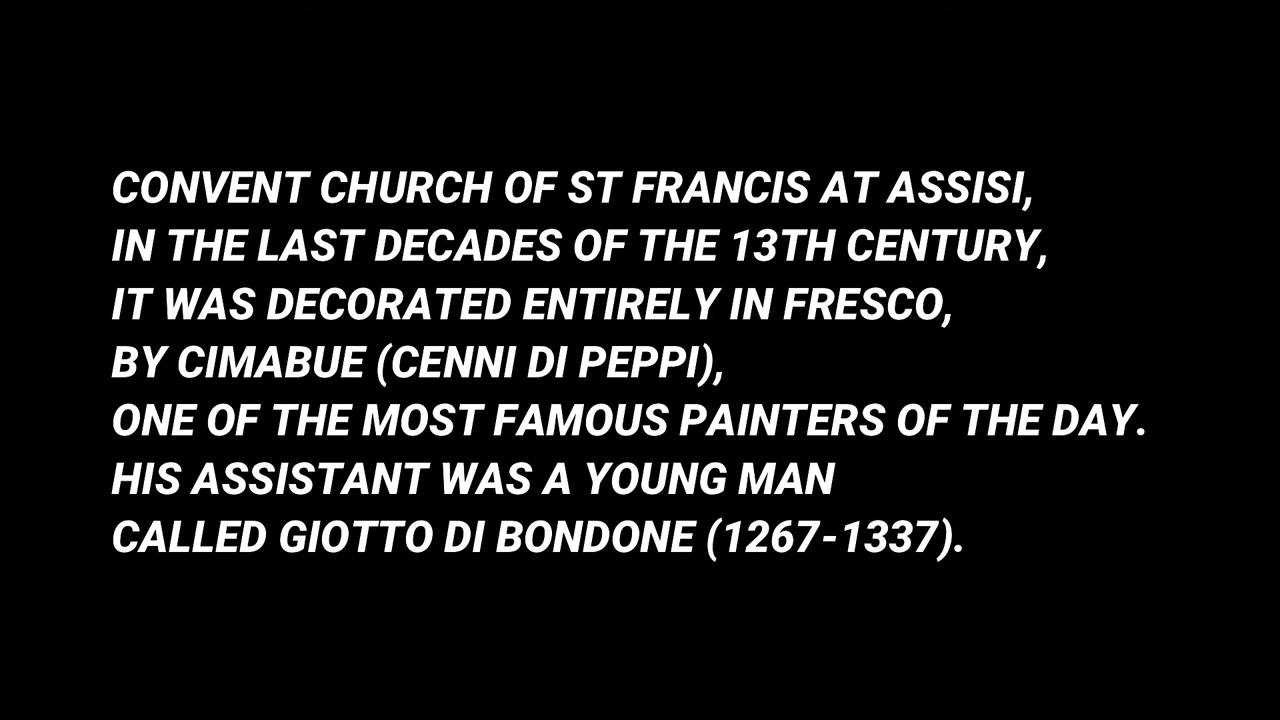 CONVENT CHURCH OF ST FRANCIS AT ASSISI,
IN THE LAST DECADES OF THE 13TH CENTURY,
IT WAS DECORATED ENTIRELY IN FRESCO,
BY CIMABUE (CENNI DI PEPPI),
ONE OF THE MOST FAMOUS PAINTERS OF THE DAY.
HIS ASSISTANT WAS A YOUNG MAN
CALLED GIOTTO DI BONDONE (1267-1337).